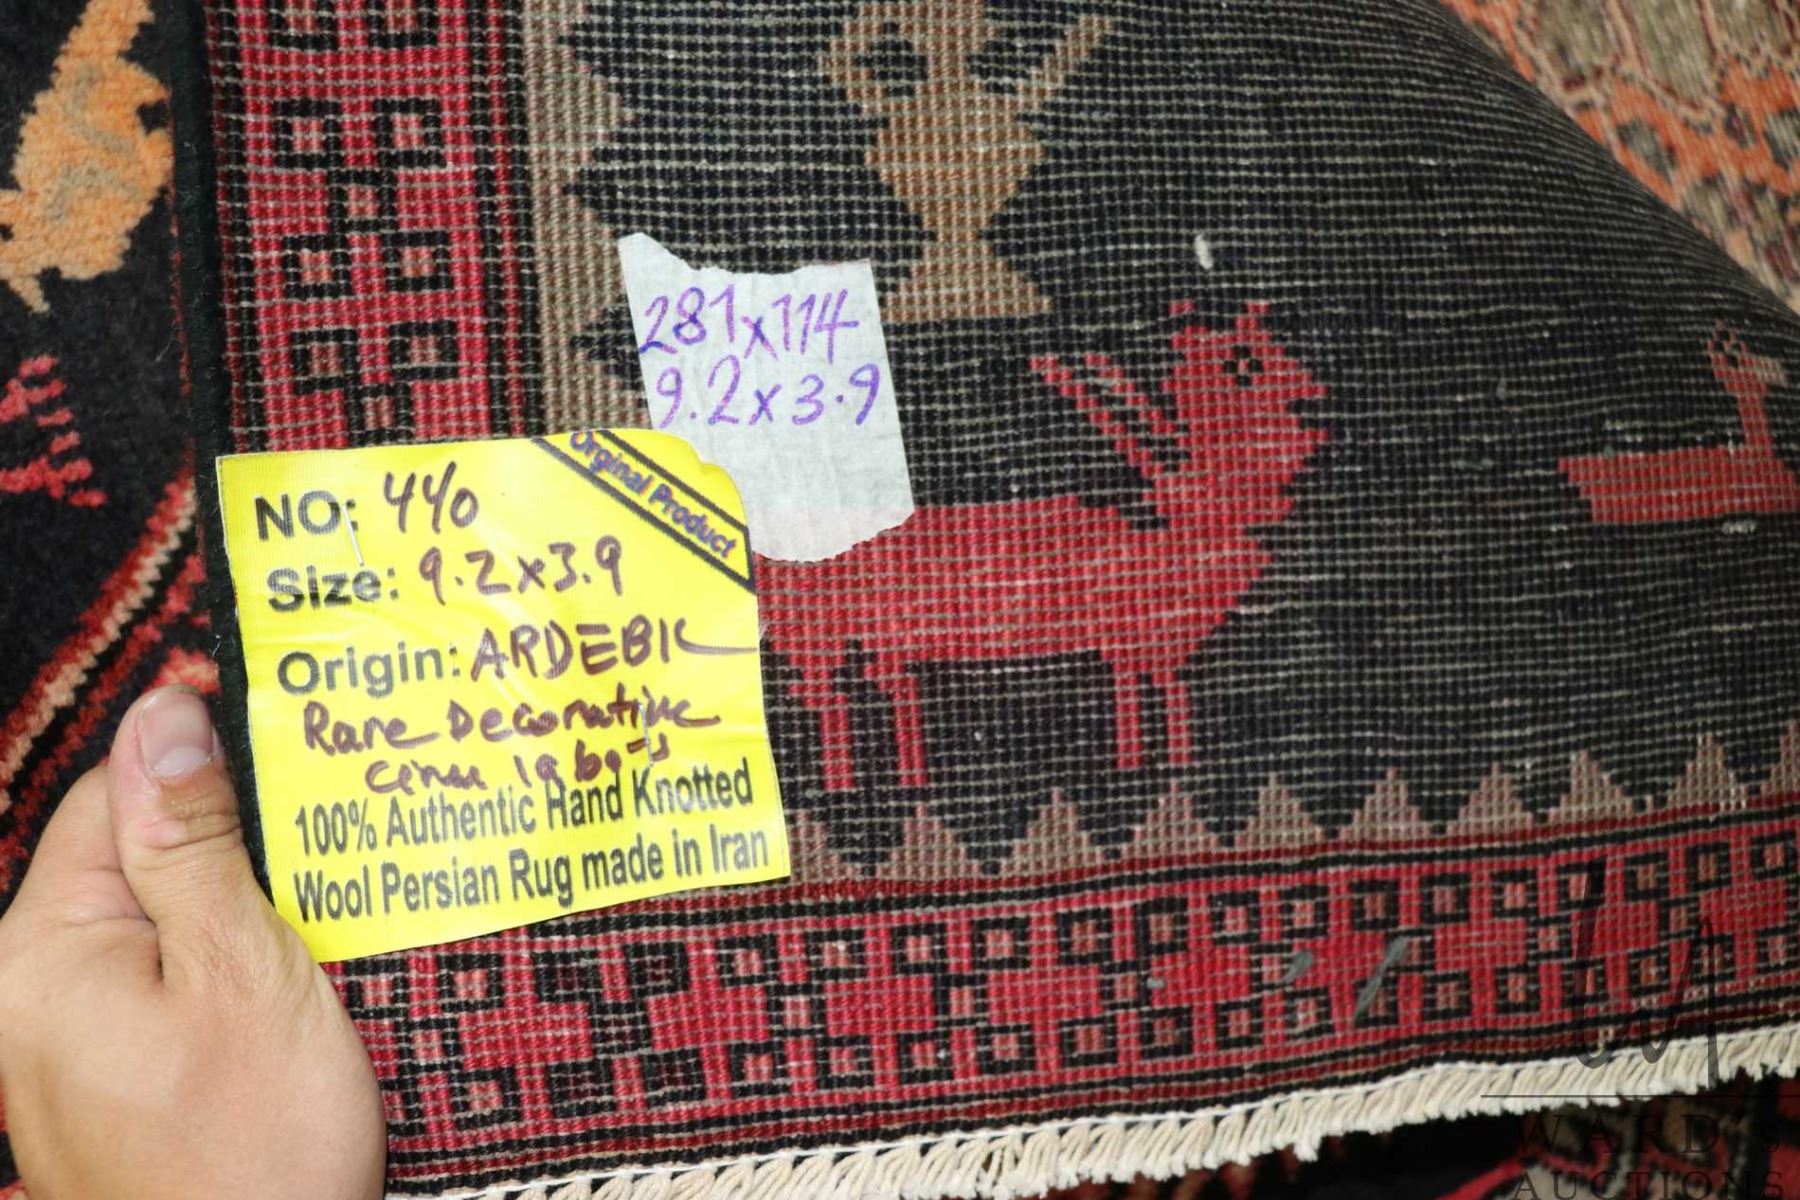 281x114
9.2x3.9
Orginal Product
NO: 440
Size: 9.2x3.9
Origin: ARDEBIL
Rare Decorative
100% Authentic Hand Knotted
Wool Persian Rug made in Iran
WARD'S
AUCTIONS